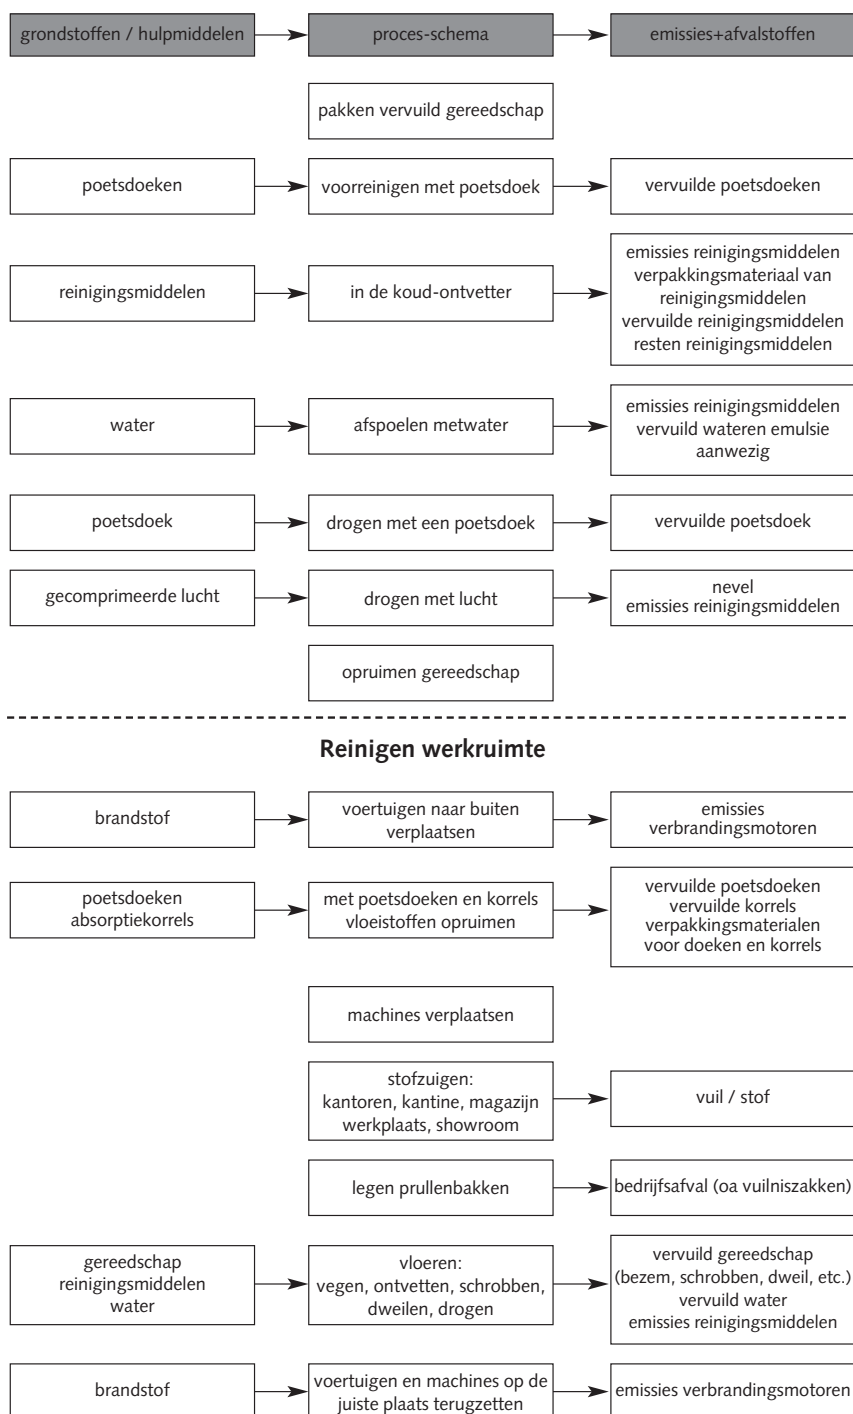 grondstoffen / hulpmiddelen
proces-schema
emissies+afvalstoffen
pakken vervuild gereedschap
poetsdoeken
voorreinigen met poetsdoek
vervuilde poetsdoeken
reinigingsmiddelen
in de koud-ontvetter
emissies reinigingsmiddelen
verpakkingsmateriaal van
reinigingsmiddelen
vervuilde reinigingsmiddelen
resten reinigingsmiddelen
water
afspoelen metwater
emissies reinigingsmiddelen
vervuild wateren emulsie
aanwezig
poetsdoek
drogen met een poetsdoek
vervuilde poetsdoek
gecomprimeerde lucht
drogen met lucht
nevel
emissies reinigingsmiddelen
opruimen gereedschap
Reinigen werkruimte
brandstof
voertuigen naar buiten
verplaatsen
emissies
verbrandingsmotoren
poetsdoeken
absorptiekorrels
met poetsdoeken en korrels
vloeistoffen opruimen
vervuilde poetsdoeken
vervuilde korrels
verpakkingsmaterialen
voor doeken en korrels
machines verplaatsen
stofzuigen:
kantoren, kantine, magazijn
werkplaats, showroom
vuil / stof
legen prullenbakken
bedrijfsafval (oa vuilniszakken)
gereedschap
reinigingsmiddelen
water
vloeren:
vegen, ontvetten, schrobben,
dweilen, drogen
vervuild gereedschap
(bezem, schrobben, dweil, etc.)
vervuild water
emissies reinigingsmiddelen
brandstof
voertuigen en machines op de
juiste plaats terugzetten
emissies verbrandingsmotoren